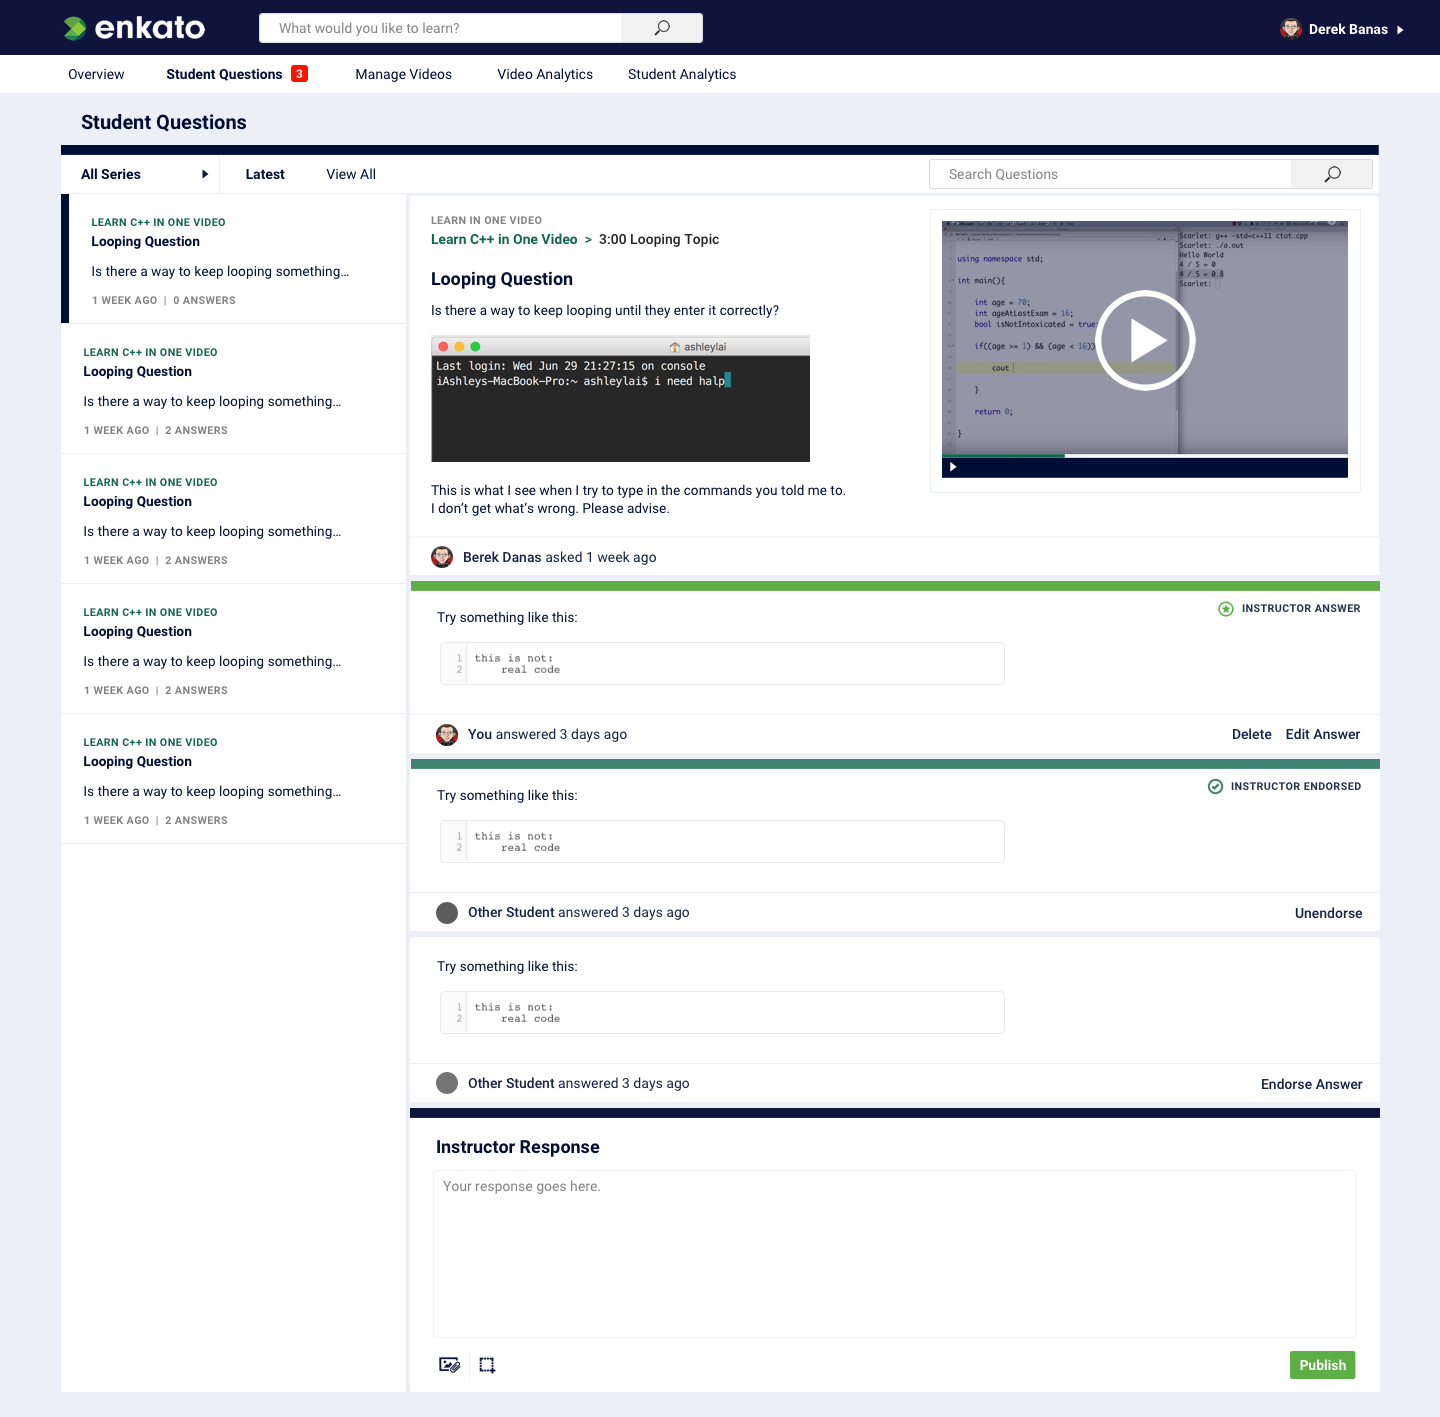 enkato
What would you like to learn?
Derek Banas
Overview
Student Questions 3
Manage Videos
Video Analytics
Student Analytics
Student Questions
All Series
Latest
View All
Search Questions
LEARN C++ IN ONE VIDEO
Looping Question
Is there a way to keep looping something...
1 WEEK AGO | 0 ANSWERS
LEARN C++ IN ONE VIDEO
Looping Question
Is there a way to keep looping something...
1 WEEK AGO | 2 ANSWERS
LEARN C++ IN ONE VIDEO
Looping Question
Is there a way to keep looping something...
1 WEEK AGO | 2 ANSWERS
LEARN C++ IN ONE VIDEO
Looping Question
Is there a way to keep looping something...
1 WEEK AGO | 2 ANSWERS
LEARN C++ IN ONE VIDEO
Looping Question
Is there a way to keep looping something...
1 WEEK AGO | 2 ANSWERS
LEARN IN ONE VIDEO
Learn C++ in One Video > 3:00 Looping Topic
Looping Question
Is there a way to keep looping until they enter it correctly?
ashleylai
Last login: Wed Jun 29 21:27:15 on console
iAshleys-MacBook-Pro:~ ashleylai$ i need halp
This is what I see when I try to type in the commands you told me to.
I don't get what's wrong. Please advise.
using namespace std;
int main(){
int age = 70;
int ageAtLastExam = 16;
bool isNotIntoxicated = true
if((age >= 1) && (age < 16))
cout
}
return 0;
}
Scarlet: g++ -std=c++11 ctut.cpp
Scarlet: ./a.out
Hello World
4 / 5 = 0
4 / 5 = 0.8
Scarlet:
Berek Danas asked 1 week ago
INSTRUCTOR ANSWER
Try something like this:
1 this is not:
2 real code
You answered 3 days ago
Delete
Edit Answer
INSTRUCTOR ENDORSED
Try something like this:
1 this is not:
2 real code
Other Student answered 3 days ago
Unendorse
Try something like this:
1 this is not:
2 real code
Other Student answered 3 days ago
Endorse Answer
Instructor Response
Your response goes here.
Publish